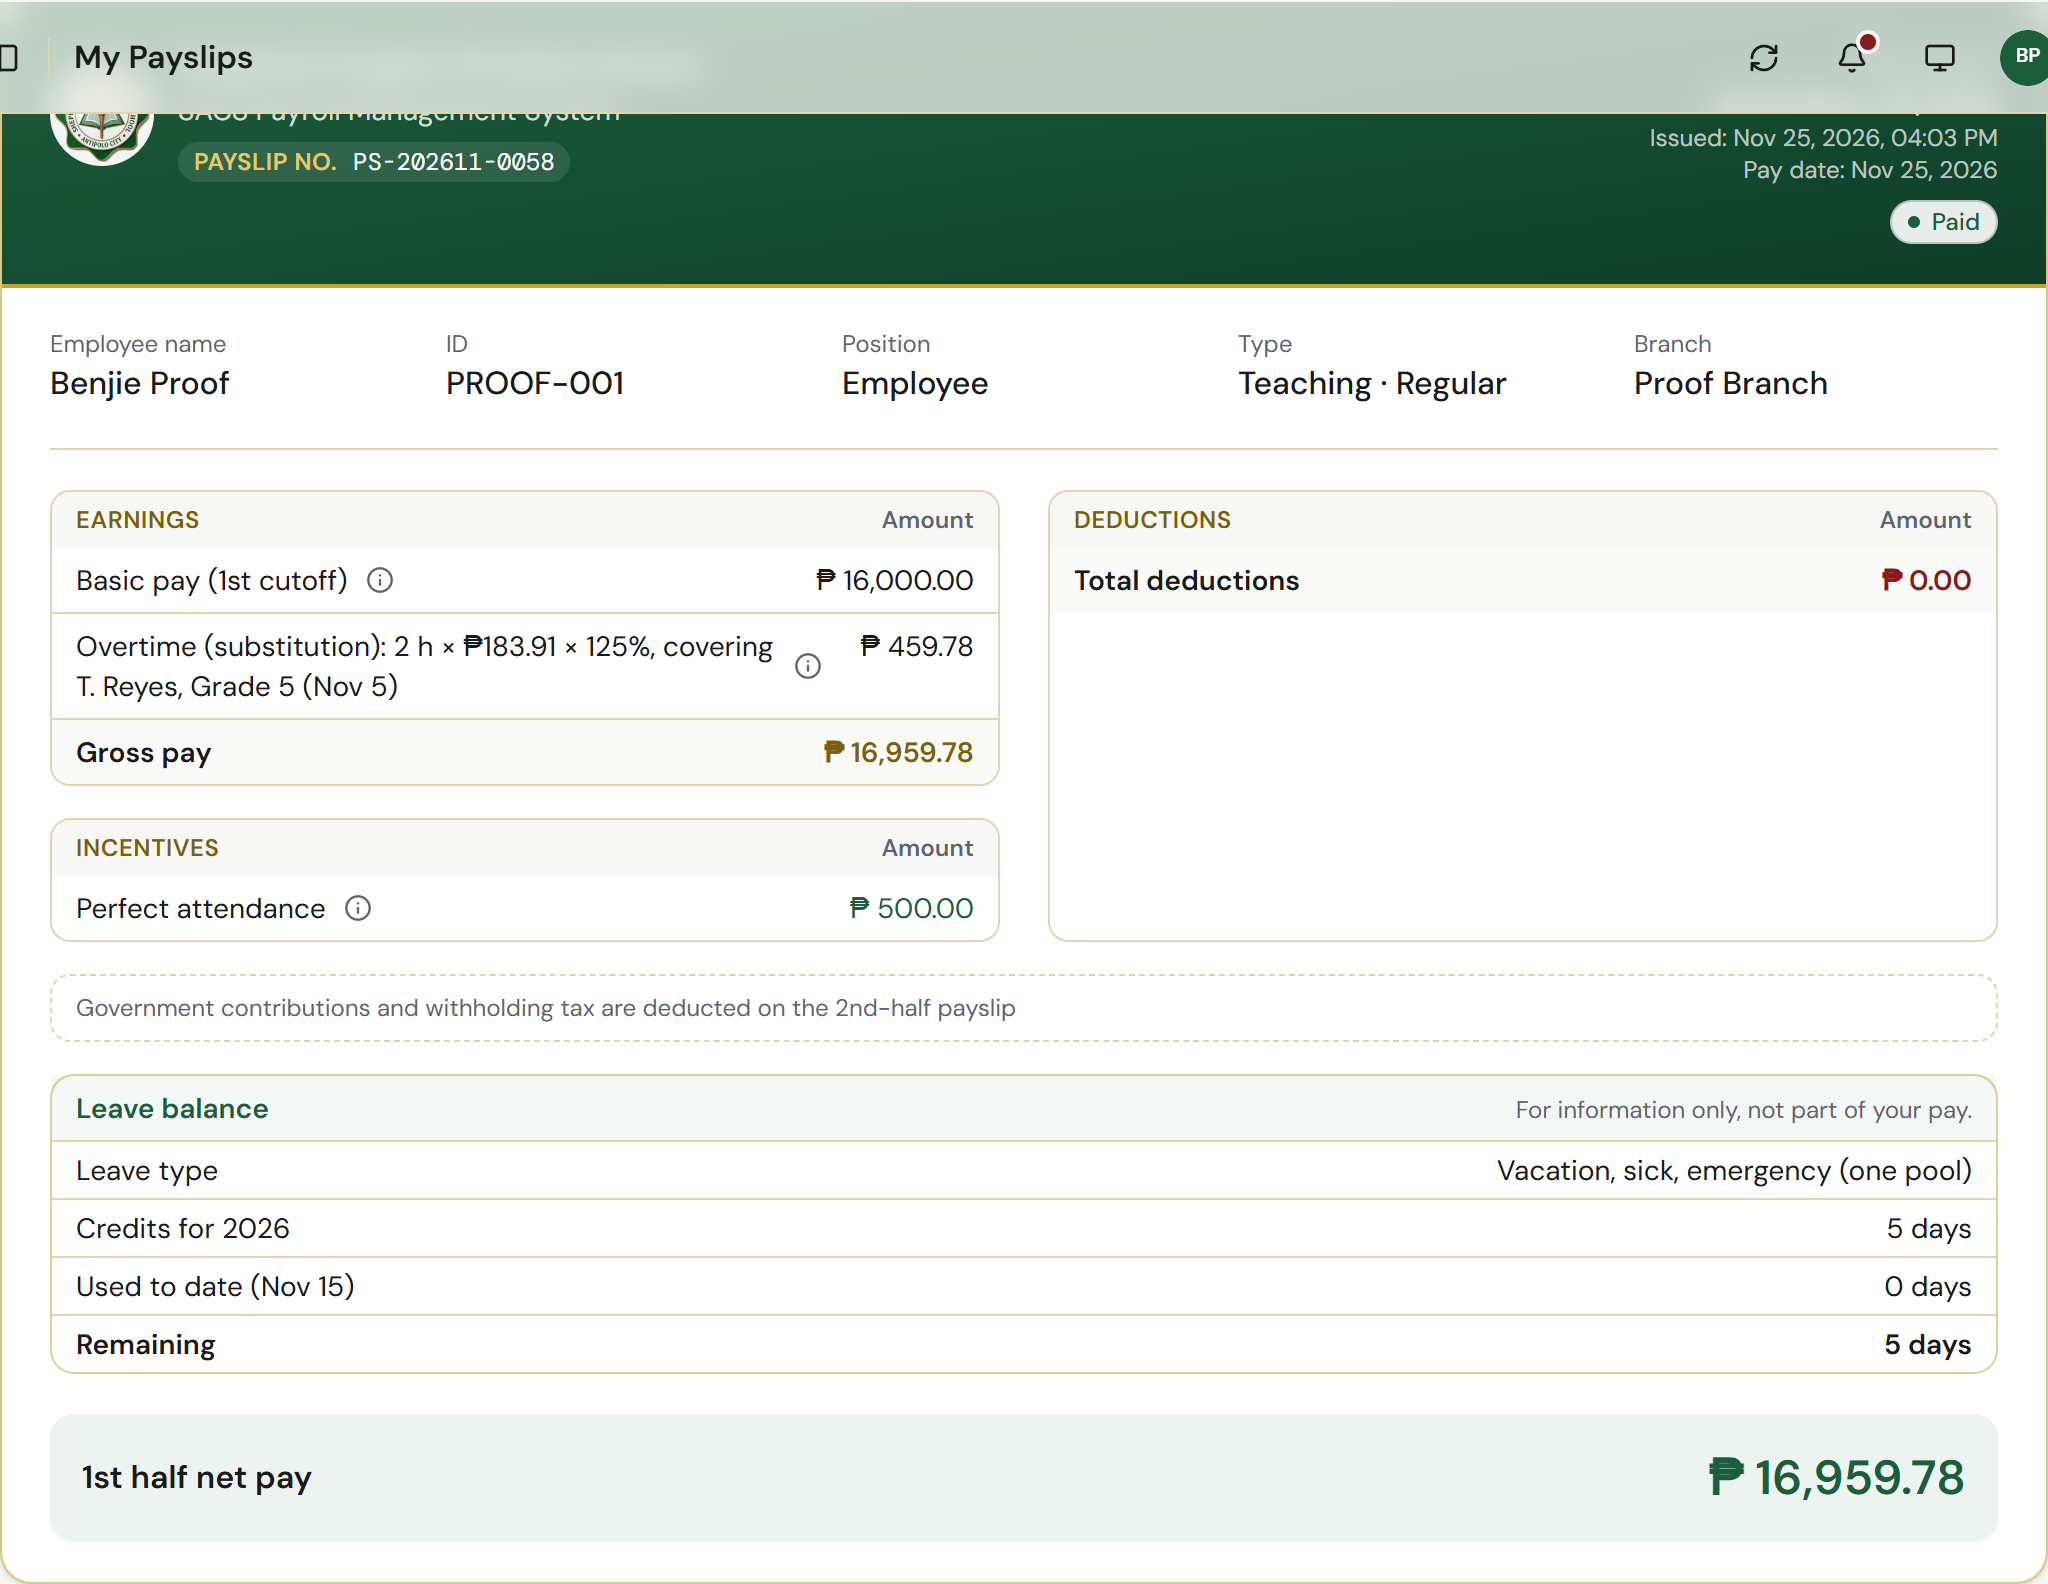 My Payslips
BP
Payroll Management System
ANTIPOLO CITY
PAYSLIP NO. PS-202611-0058
Issued: Nov 25, 2026, 04:03 PM
Pay date: Nov 25, 2026
Paid
Employee name
Benjie Proof
ID
PROOF-001
Position
Employee
Type
Teaching · Regular
Branch
Proof Branch
EARNINGS Amount
Basic pay (1st cutoff) ₱ 16,000.00
Overtime (substitution): 2 h × ₱183.91 × 125%, covering ₱ 459.78
T. Reyes, Grade 5 (Nov 5)
Gross pay ₱ 16,959.78
INCENTIVES Amount
Perfect attendance ₱ 500.00
DEDUCTIONS Amount
Total deductions ₱ 0.00
Government contributions and withholding tax are deducted on the 2nd-half payslip
Leave balance For information only, not part of your pay.
Leave type Vacation, sick, emergency (one pool)
Credits for 2026 5 days
Used to date (Nov 15) 0 days
Remaining 5 days
1st half net pay ₱ 16,959.78